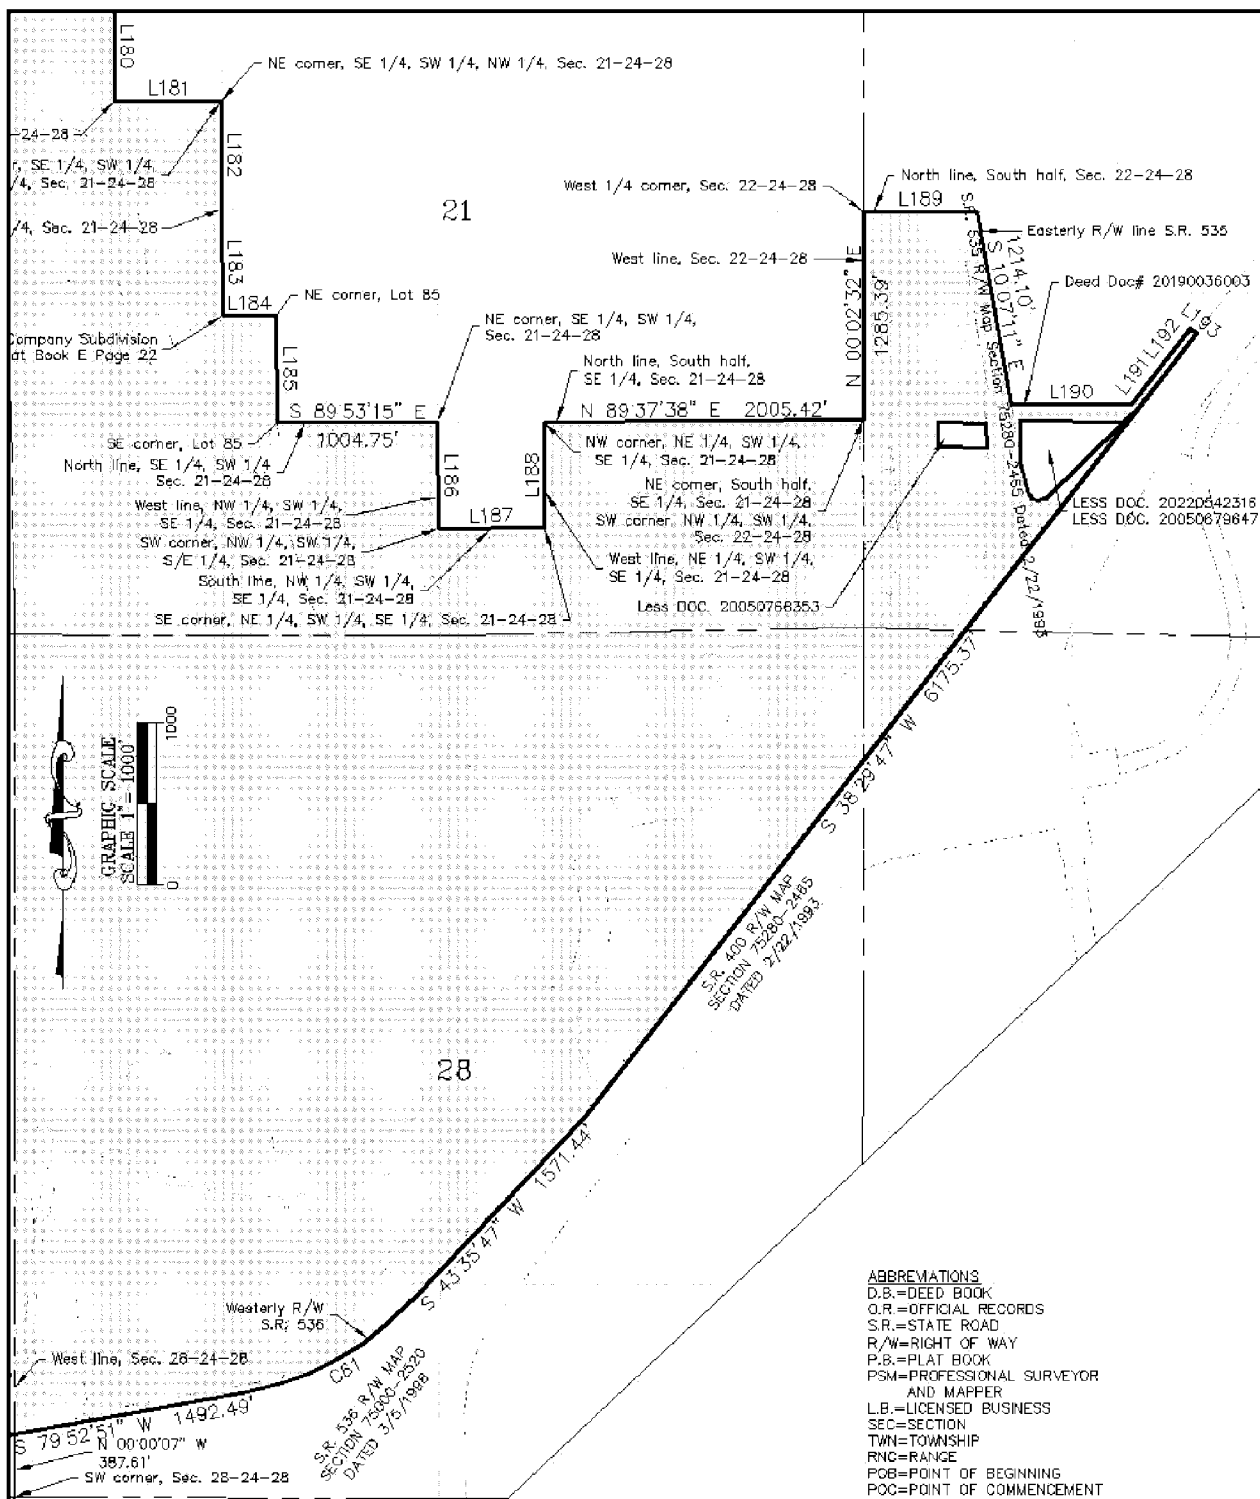 L180
L181
NE corner, SE 1/4, SW 1/4, NW 1/4, Sec. 21-24-28
-24-28
r, SE 1/4, SW 1/4,
/4, Sec. 21-24-28
L182
/4, Sec. 21-24-28
L183
L184
NE corner, Lot 85
Company Subdivision
at Book E Page 22
L185
21
West 1/4 corner, Sec. 22-24-28
North line, South half, Sec. 22-24-28
L189
Easterly R/W line S.R. 535
West line, Sec. 22-24-28
N 00°02'32" E
1285.39'
S.R. 535 R/W Map Section 75280-2465 Dated 2/22/1993
S 10°07'11" E
1214.10'
Deed Doc# 20190036003
L190
L191
L192
L193
NE corner, SE 1/4, SW 1/4,
Sec. 21-24-28
North line, South half,
SE 1/4, Sec. 21-24-28
S 89°53'15" E
1004.75'
N 89°37'38" E 2005.42'
SE corner, Lot 85
North line, SE 1/4, SW 1/4
Sec. 21-24-28
L186
L188
NW corner, NE 1/4, SW 1/4,
SE 1/4, Sec. 21-24-28
NE corner, South half,
SE 1/4, Sec. 21-24-28
SW corner, NW 1/4, SW 1/4,
Sec. 22-24-28
West line, NW 1/4, SW 1/4,
SE 1/4, Sec. 21-24-28
SW corner, NW 1/4, SW 1/4,
S/E 1/4, Sec. 21-24-28
L187
South line, NW 1/4, SW 1/4,
SE 1/4, Sec. 21-24-28
SE corner, NE 1/4, SW 1/4, SE 1/4, Sec. 21-24-28
West line, NE 1/4, SW 1/4,
SE 1/4, Sec. 21-24-28
Less DOC. 20050768353
LESS DOC. 20220542316
LESS DOC. 20050679647
GRAPHIC SCALE
SCALE 1" = 1000'
0
1000
S 38°29'47" W 6175.37'
S.R. 400 R/W MAP
SECTION 75280-2465
DATED 2/22/1993
28
S 43°35'47" W 1571.44'
Westerly R/W
S.R. 536
C61
S.R. 536 R/W MAP
SECTION 75000-2520
DATED 3/5/1998
West line, Sec. 28-24-28
S 79°52'51" W 1492.49'
N 00°00'07" W
387.61'
SW corner, Sec. 28-24-28
ABBREVIATIONS
D.B.=DEED BOOK
O.R.=OFFICIAL RECORDS
S.R.=STATE ROAD
R/W=RIGHT OF WAY
P.B.=PLAT BOOK
PSM=PROFESSIONAL SURVEYOR
AND MAPPER
L.B.=LICENSED BUSINESS
SEC=SECTION
TWN=TOWNSHIP
RNG=RANGE
POB=POINT OF BEGINNING
POC=POINT OF COMMENCEMENT